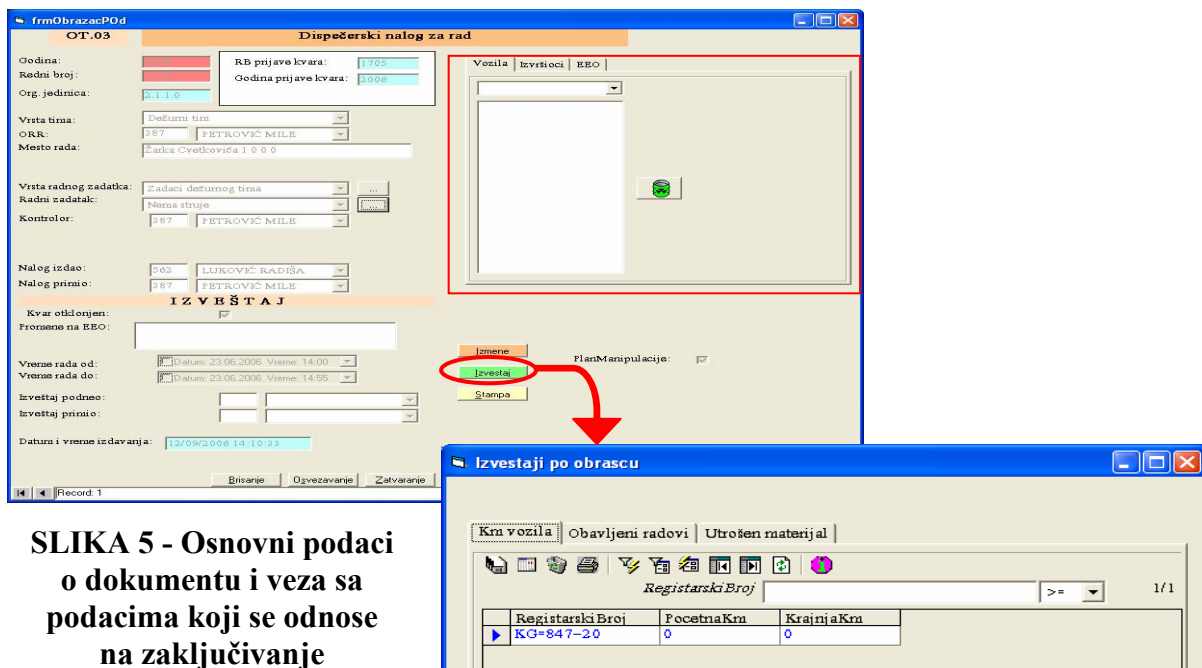 frmObrazacPOd
OT.03 Dispečerski nalog za rad
Godina:
Redni broj:
Org. jedinica: 2.1.1.0
RB prijave kvara: 1705
Godina prijave kvara: 2006
Vrsta tima: Dežurni tim
ORR: 387 PETROVIĆ MILE
Mesto rada: Žarka Cvetkovića 1 0 0 0
Vrsta radnog zadatka: Zadaci dežurnog tima ...
Radni zadatak: Nema struje ...
Kontrolor: 387 PETROVIĆ MILE
Nalog izdao: 562 LUKOVIĆ RADIŠA
Nalog primio: 387 PETROVIĆ MILE
IZVEŠTAJ
Kvar otklonjen:
Promene na EEO:
Vreme rada od: Datum: 23.06.2006 Vreme: 14:00
Vreme rada do: Datum: 23.06.2006 Vreme: 14:55
Izveštaj podneo:
Izveštaj primio:
Datum i vreme izdavanja: 12/09/2006 14:10:33
Brisanje Osvezavanje Zatvaranje
Record: 1
Vozila Izvršioci EEO
Izmene
Izvestaj
Stampa
PlanManipulacije:
Izvestaji po obrascu
Km vozila Obavljeni radovi Utrošen materijal
RegistarskiBroj >= 1/1
RegistarskiBroj PocetnaKm KrajnjaKm
KG=847-20 0 0
SLIKA 5 - Osnovni podaci
o dokumentu i veza sa
podacima koji se odnose
na zaključivanje